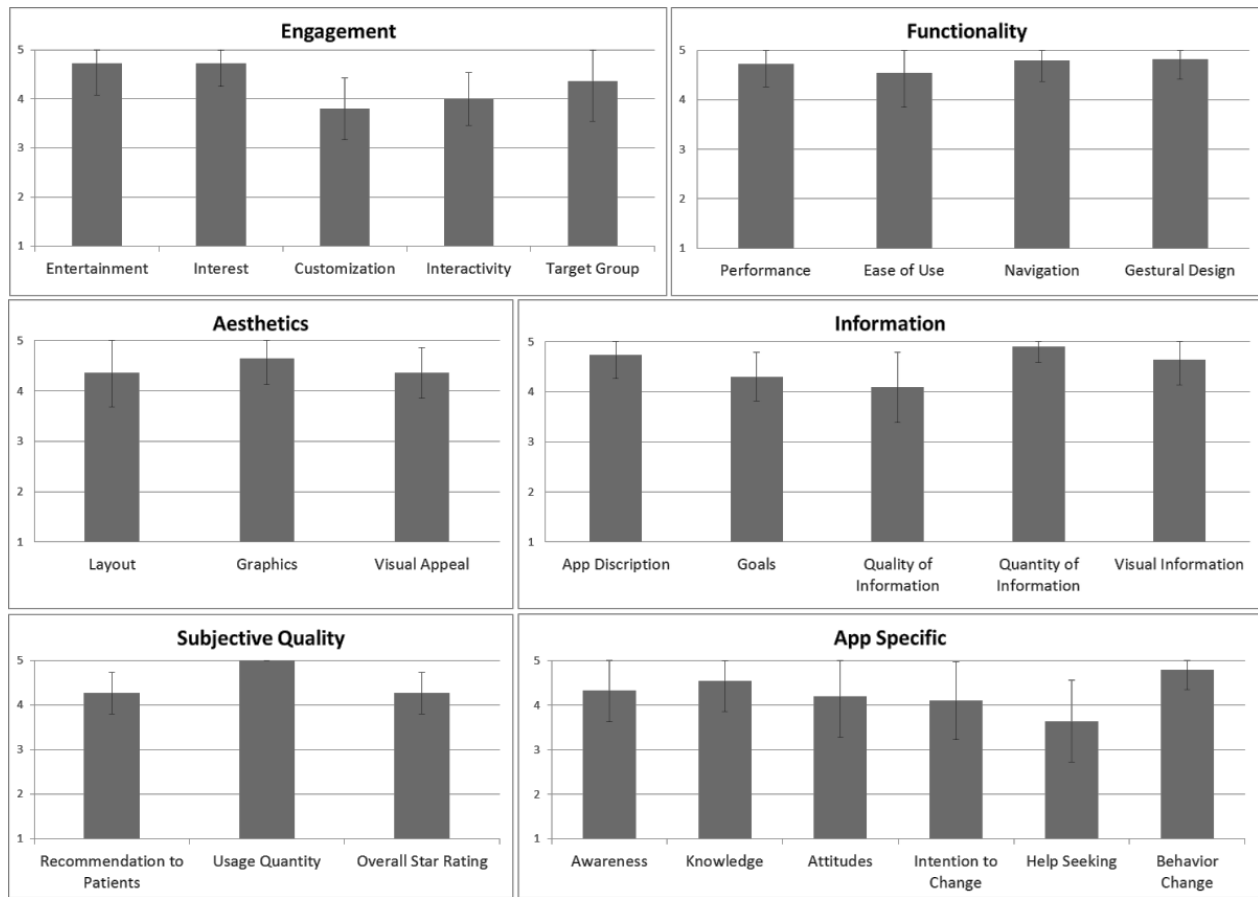 Engagement
5
4
3
2
1
Entertainment Interest Customization Interactivity Target Group
Functionality
5
4
3
2
1
Performance Ease of Use Navigation Gestural Design
Aesthetics
5
4
3
2
1
Layout Graphics Visual Appeal
Information
5
4
3
2
1
App Discription Goals Quality of Information Quantity of Information Visual Information
Subjective Quality
5
4
3
2
1
Recommendation to Patients Usage Quantity Overall Star Rating
App Specific
5
4
3
2
1
Awareness Knowledge Attitudes Intention to Change Help Seeking Behavior Change